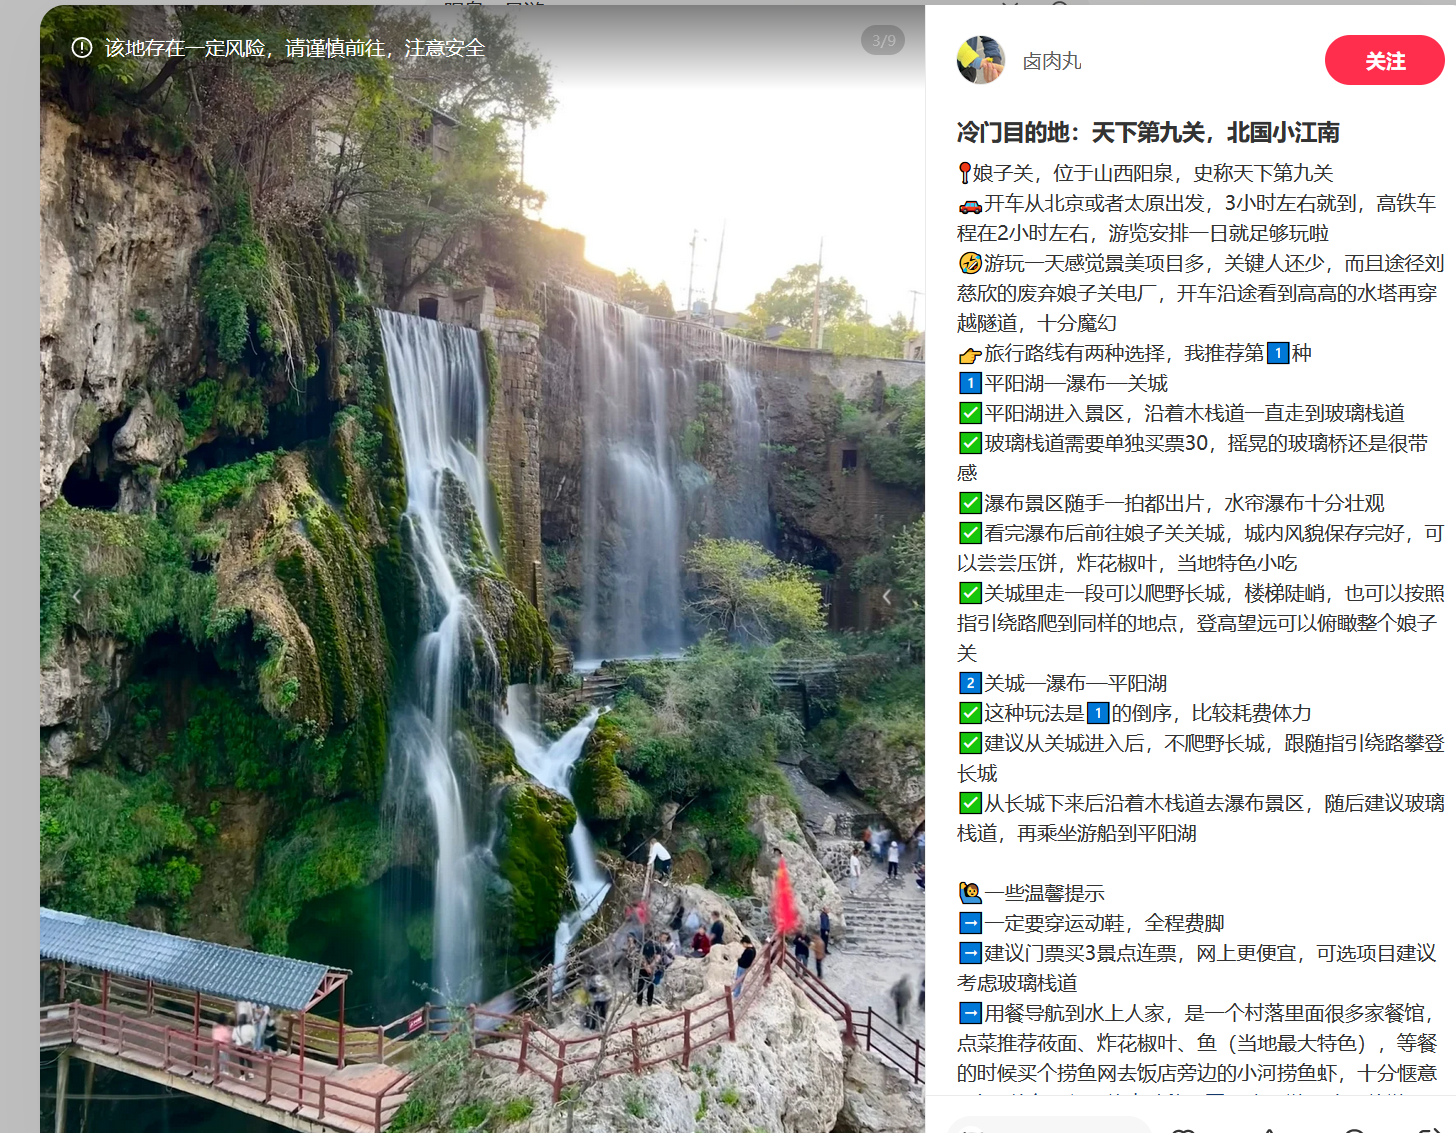 该地存在一定风险，请谨慎前往，注意安全
3/9
卤肉丸
关注
冷门目的地：天下第九关，北国小江南
📍娘子关，位于山西阳泉，史称天下第九关
🚗开车从北京或者太原出发，3小时左右就到，高铁车
程在2小时左右，游览安排一日就足够玩啦
🤣游玩一天感觉景美项目多，关键人还少，而且途径刘
慈欣的废弃娘子关电厂，开车沿途看到高高的水塔再穿
越隧道，十分魔幻
👉旅行路线有两种选择，我推荐第1️⃣种
1️⃣平阳湖—瀑布—关城
✅平阳湖进入景区，沿着木栈道一直走到玻璃栈道
✅玻璃栈道需要单独买票30，摇晃的玻璃桥还是很带
感
✅瀑布景区随手一拍都出片，水帘瀑布十分壮观
✅看完瀑布后前往娘子关关城，城内风貌保存完好，可
以尝尝压饼，炸花椒叶，当地特色小吃
✅关城里走一段可以爬野长城，楼梯陡峭，也可以按照
指引绕路爬到同样的地点，登高望远可以俯瞰整个娘子
关
2️⃣关城—瀑布—平阳湖
✅这种玩法是1️⃣的倒序，比较耗费体力
✅建议从关城进入后，不爬野长城，跟随指引绕路攀登
长城
✅从长城下来后沿着木栈道去瀑布景区，随后建议玻璃
栈道，再乘坐游船到平阳湖
🙋一些温馨提示
➡️一定要穿运动鞋，全程费脚
➡️建议门票买3景点连票，网上更便宜，可选项目建议
考虑玻璃栈道
➡️用餐导航到水上人家，是一个村落里面很多家餐馆，
点菜推荐莜面、炸花椒叶、鱼（当地最大特色），等餐
的时候买个捞鱼网去饭店旁边的小河捞鱼虾，十分惬意